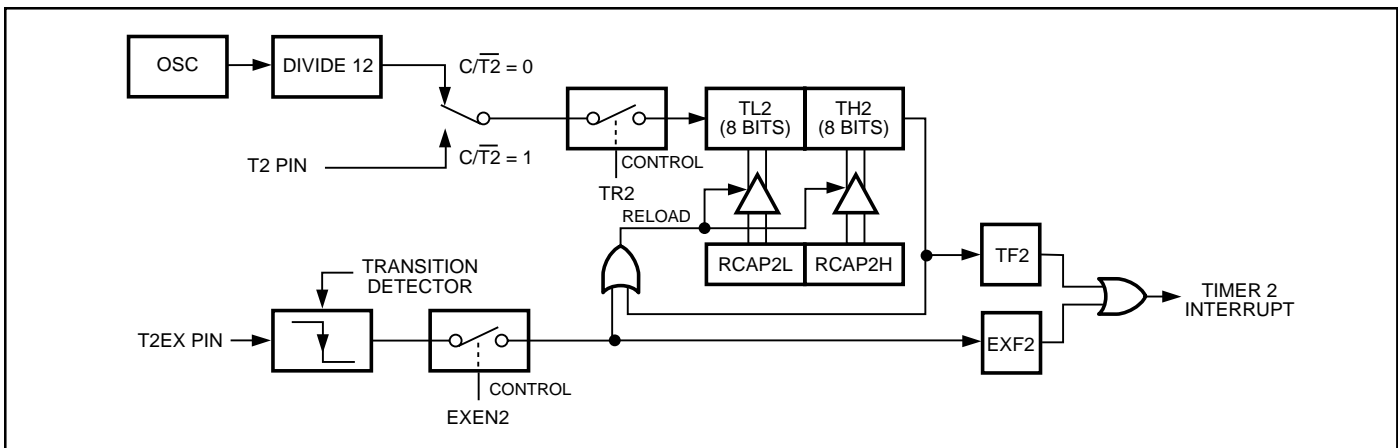 OSC
DIVIDE 12
C/T2 = 0
TL2
(8 BITS)
TH2
(8 BITS)
T2 PIN
C/T2 = 1
CONTROL
TR2
RELOAD
RCAP2L
RCAP2H
TF2
TRANSITION
DETECTOR
TIMER 2
INTERRUPT
T2EX PIN
EXF2
CONTROL
EXEN2